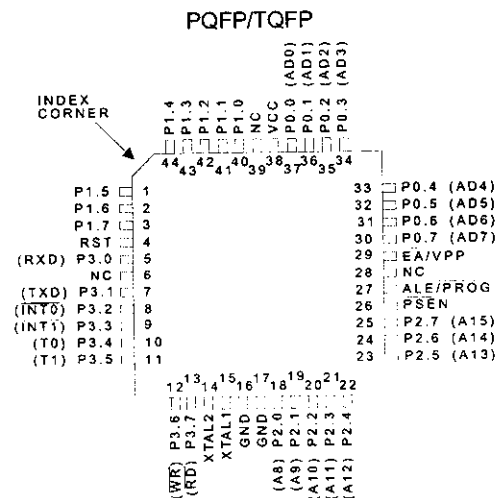 PQFP/TQFP
INDEX
CORNER
P1.4
P1.3
P1.2
P1.1
P1.0
NC
VCC
P0.0 (AD0)
P0.1 (AD1)
P0.2 (AD2)
P0.3 (AD3)
44
43
42
41
40
39
38
37
36
35
34
P1.5 1
P1.6 2
P1.7 3
RST 4
(RXD) P3.0 5
NC 6
(TXD) P3.1 7
(INT0) P3.2 8
(INT1) P3.3 9
(T0) P3.4 10
(T1) P3.5 11
33 P0.4 (AD4)
32 P0.5 (AD5)
31 P0.6 (AD6)
30 P0.7 (AD7)
29 EA/VPP
28 NC
27 ALE/PROG
26 PSEN
25 P2.7 (A15)
24 P2.6 (A14)
23 P2.5 (A13)
12
13
14
15
16
17
18
19
20
21
22
(WR) P3.6
(RD) P3.7
XTAL2
XTAL1
GND
GND
(A8) P2.0
(A9) P2.1
(A10) P2.2
(A11) P2.3
(A12) P2.4